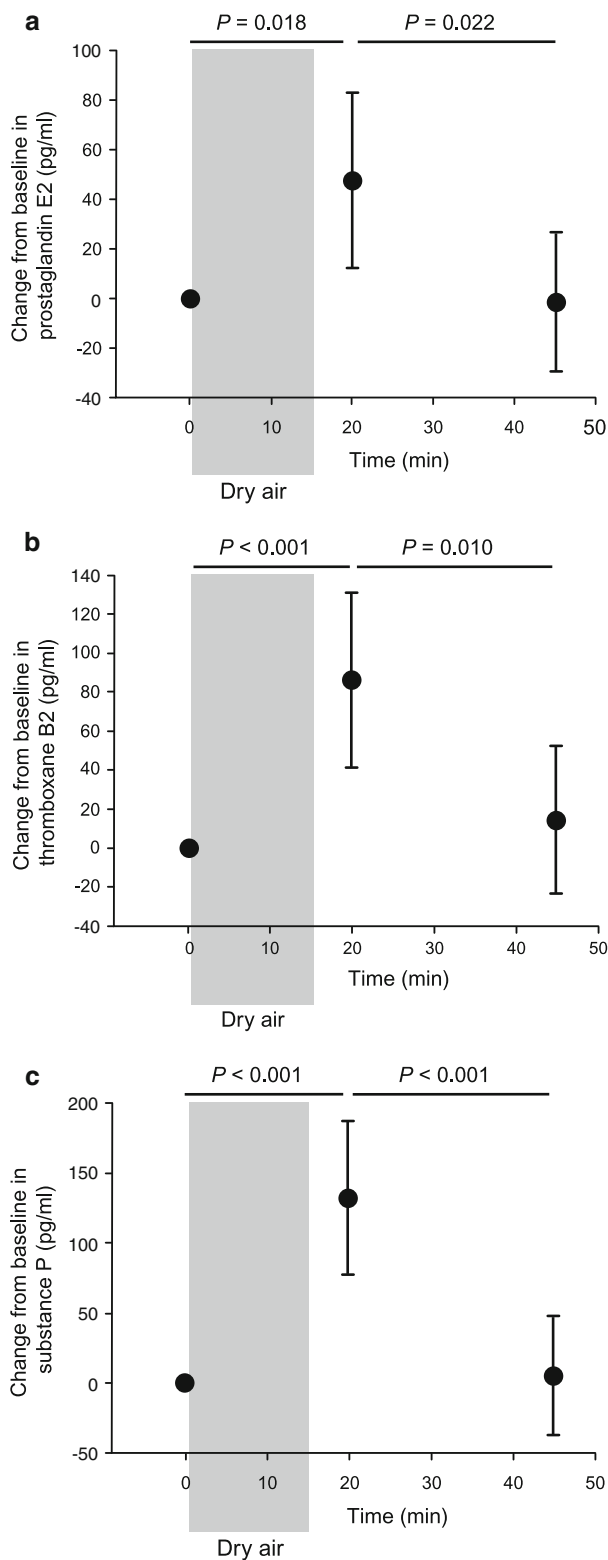 a
P = 0.018 P = 0.022
Change from baseline in
prostaglandin E2 (pg/ml)
100
80
60
40
20
0
-20
-40
0 10 20 30 40 50
Time (min)
Dry air
b
P < 0.001 P = 0.010
Change from baseline in
thromboxane B2 (pg/ml)
140
120
100
80
60
40
20
0
-20
-40
0 10 20 30 40 50
Time (min)
Dry air
c
P < 0.001 P < 0.001
Change from baseline in
substance P (pg/ml)
200
150
100
50
0
-50
0 10 20 30 40 50
Time (min)
Dry air